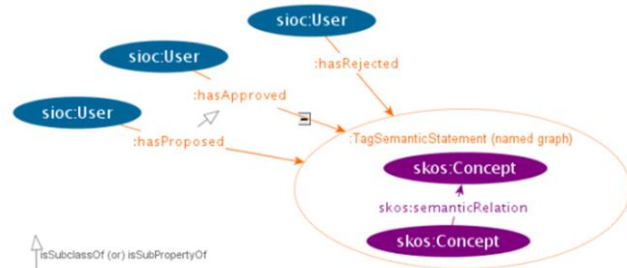 sioc:User
sioc:User
:hasRejected
:hasApproved
sioc:User
:hasProposed
:TagSemanticStatement (named graph)
skos:Concept
skos:semanticRelation
skos:Concept
isSubclassOf (or) isSubPropertyOf